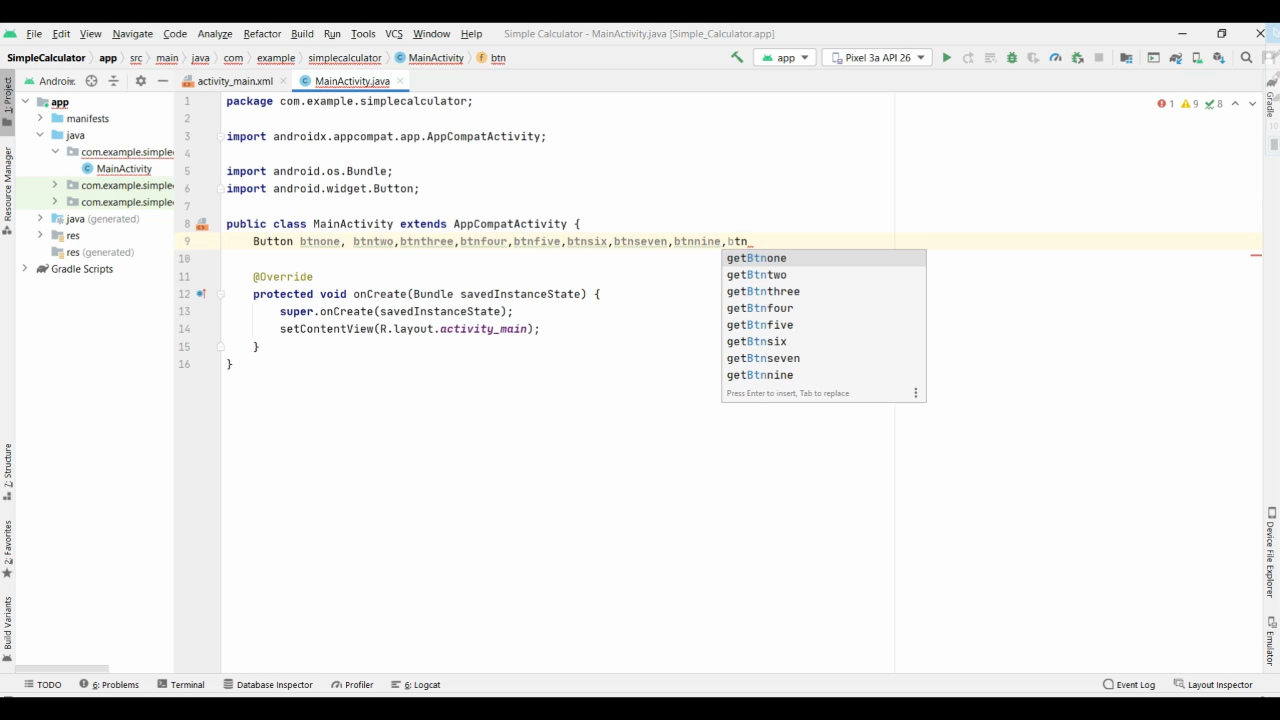 File Edit View Navigate Code Analyze Refactor Build Run Tools VCS Window Help Simple Calculator - MainActivity.java [Simple_Calculator.app]
SimpleCalculator app src main java com example simplecalculator MainActivity btn app Pixel 3a API 26
Android activity_main.xml MainActivity.java
1: Project
Resource Manager
Z: Structure
2: Favorites
Build Variants
app
manifests
java
com.example.simple
MainActivity
com.example.simple
com.example.simple
java (generated)
res
res (generated)
Gradle Scripts
1 package com.example.simplecalculator;
2
3 import androidx.appcompat.app.AppCompatActivity;
4
5 import android.os.Bundle;
6 import android.widget.Button;
7
8 public class MainActivity extends AppCompatActivity {
9 Button btnone, btntwo,btnthree,btnfour,btnfive,btnsix,btnseven,btnnine,btn
10
11 @Override
12 protected void onCreate(Bundle savedInstanceState) {
13 super.onCreate(savedInstanceState);
14 setContentView(R.layout.activity_main);
15 }
16 }
1 9 8
getBtnone
getBtntwo
getBtnthree
getBtnfour
getBtnfive
getBtnsix
getBtnseven
getBtnnine
Press Enter to insert, Tab to replace
Gradle
Device File Explorer
Emulator
TODO 6: Problems Terminal Database Inspector Profiler 6: Logcat Event Log Layout Inspector